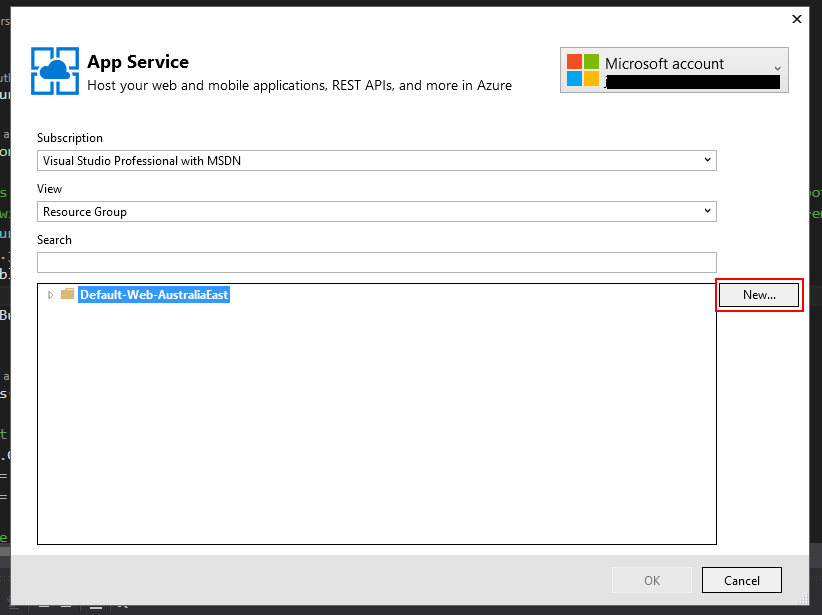 App Service
Host your web and mobile applications, REST APIs, and more in Azure
Microsoft account
Subscription
Visual Studio Professional with MSDN
View
Resource Group
Search
Default-Web-AustraliaEast
New...
OK
Cancel